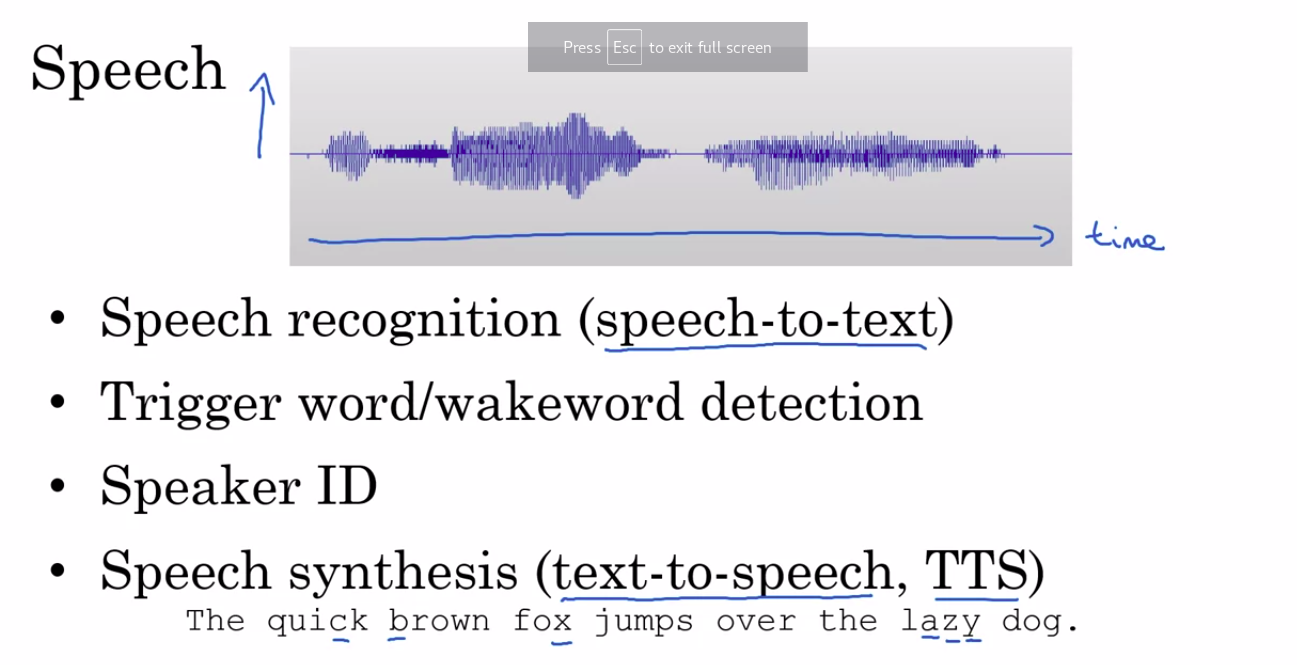 Press Esc to exit full screen
Speech
time
• Speech recognition (speech-to-text)
• Trigger word/wakeword detection
• Speaker ID
• Speech synthesis (text-to-speech, TTS)
The quick brown fox jumps over the lazy dog.